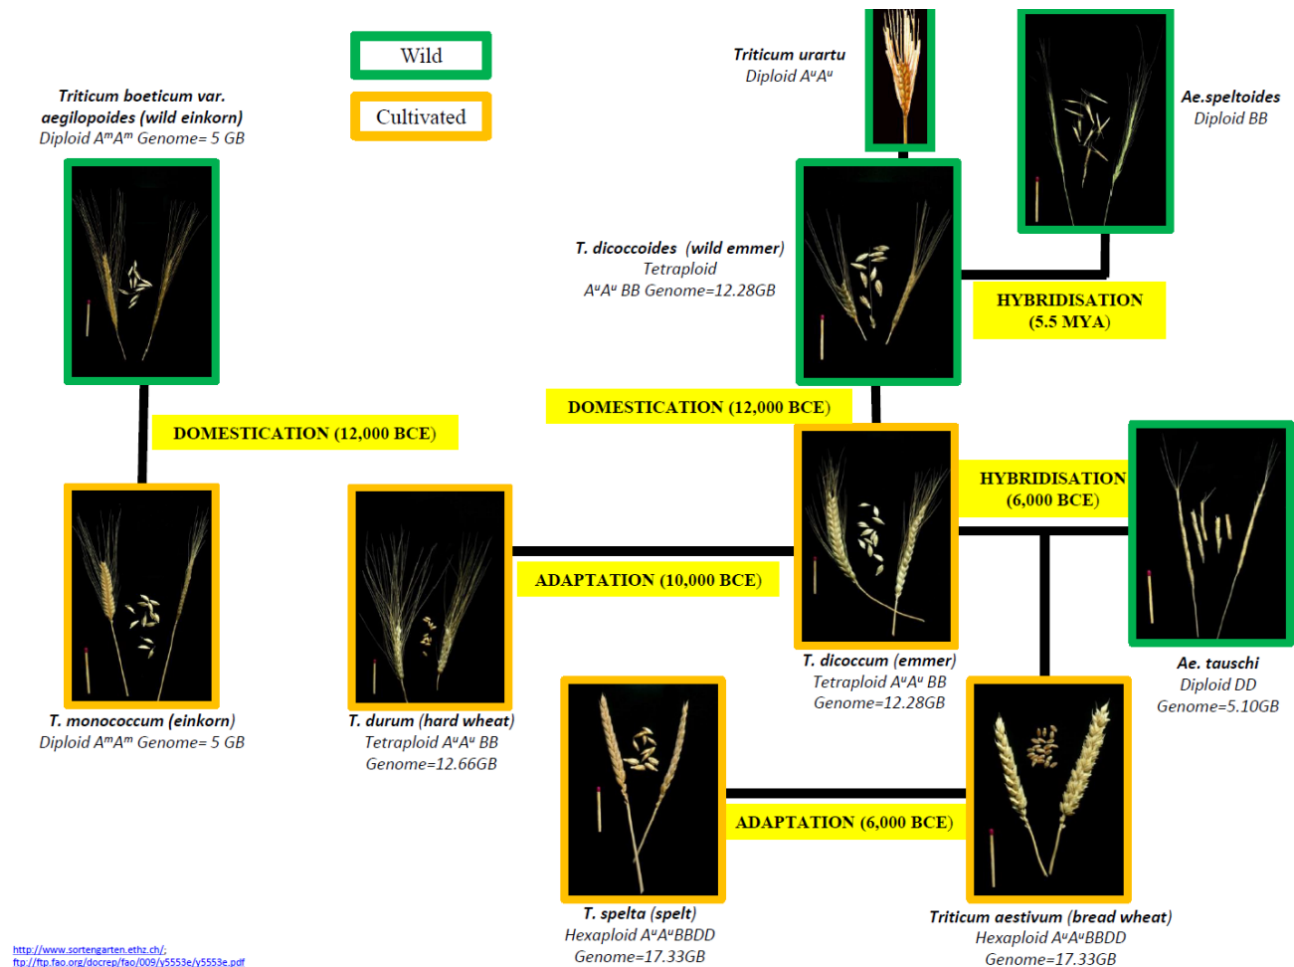 Wild
Cultivated
Triticum boeticum var.
aegilopoides (wild einkorn)
Diploid AᵐAᵐ Genome= 5 GB
Triticum urartu
Diploid AᵘAᵘ
Ae.speltoides
Diploid BB
T. dicoccoides (wild emmer)
Tetraploid
AᵘAᵘ BB Genome=12.28GB
HYBRIDISATION
(5.5 MYA)
DOMESTICATION (12,000 BCE)
DOMESTICATION (12,000 BCE)
HYBRIDISATION
(6,000 BCE)
ADAPTATION (10,000 BCE)
T. monococcum (einkorn)
Diploid AᵐAᵐ Genome= 5 GB
T. durum (hard wheat)
Tetraploid AᵘAᵘ BB
Genome=12.66GB
T. dicoccum (emmer)
Tetraploid AᵘAᵘ BB
Genome=12.28GB
Ae. tauschi
Diploid DD
Genome=5.10GB
ADAPTATION (6,000 BCE)
T. spelta (spelt)
Hexaploid AᵘAᵘBBDD
Genome=17.33GB
Triticum aestivum (bread wheat)
Hexaploid AᵘAᵘBBDD
Genome=17.33GB
http://www.sortengarten.ethz.ch/;
ftp://ftp.fao.org/docrep/fao/009/y5553e/y5553e.pdf